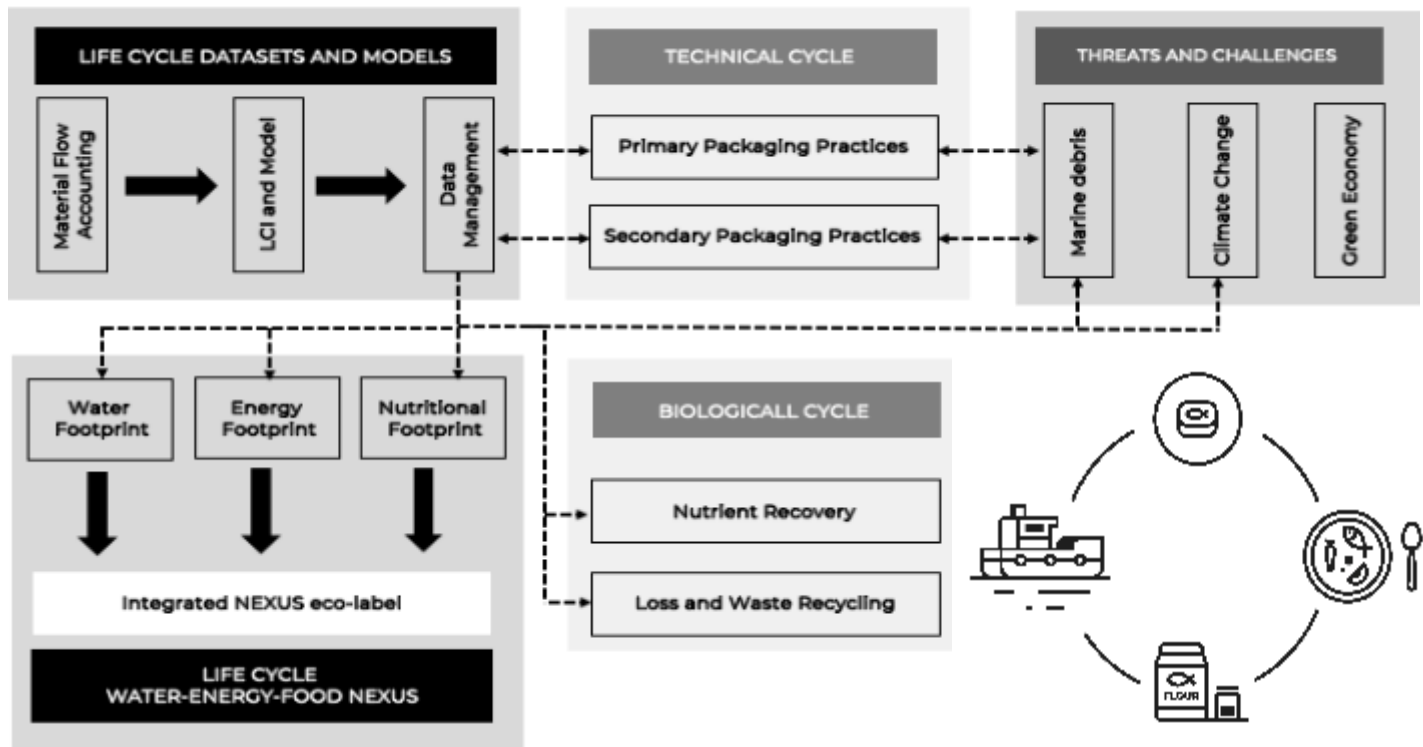 LIFE CYCLE DATASETS AND MODELS
Material Flow
Accounting
LCI and Model
Data
Management
TECHNICAL CYCLE
Primary Packaging Practices
Secondary Packaging Practices
THREATS AND CHALLENGES
Marine debris
Climate Change
Green Economy
Water
Footprint
Energy
Footprint
Nutritional
Footprint
Integrated NEXUS eco-label
LIFE CYCLE
WATER-ENERGY-FOOD NEXUS
BIOLOGICALL CYCLE
Nutrient Recovery
Loss and Waste Recycling
FLOUR